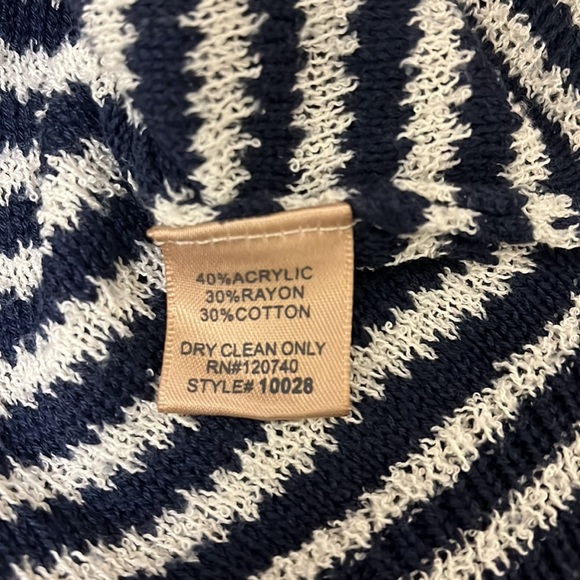 40%ACRYLIC
30%RAYON
30%COTTON
DRY CLEAN ONLY
RN#120740
STYLE# 10028